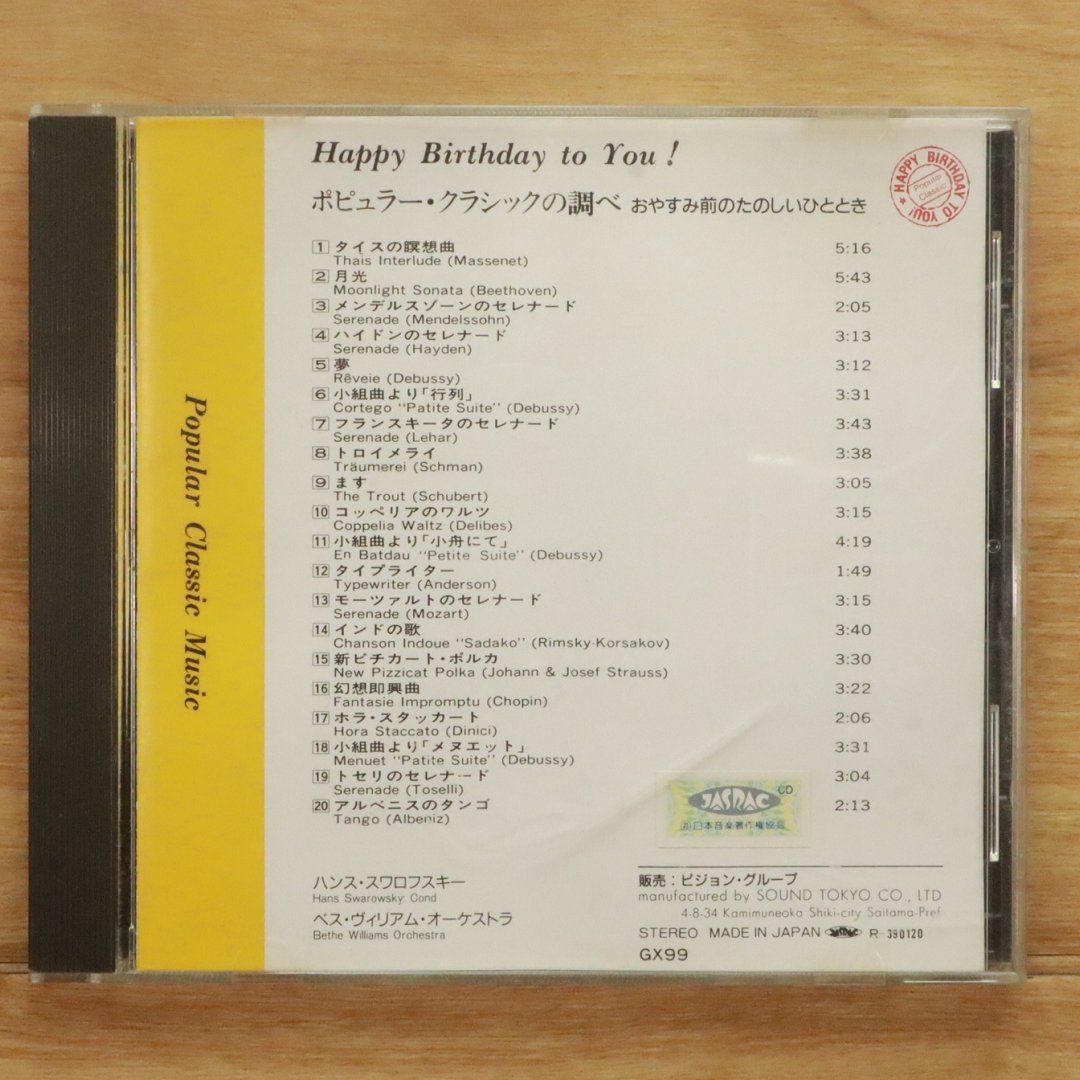 Happy Birthday to You !
ポピュラー・クラシックの調べ おやすみ前のたのしいひととき
HAPPY BIRTHDAY TO YOU!
Popular
Classic
1 タイスの瞑想曲 5:16
Thais Interlude (Massenet)
2 月光 5:43
Moonlight Sonata (Beethoven)
3 メンデルスゾーンのセレナード 2:05
Serenade (Mendelssohn)
4 ハイドンのセレナード 3:13
Serenade (Hayden)
5 夢 3:12
Rêveie (Debussy)
6 小組曲より「行列」 3:31
Cortego "Patite Suite" (Debussy)
7 フランスキータのセレナード 3:43
Serenade (Lehar)
8 トロイメライ 3:38
Träumerei (Schman)
9 ます 3:05
The Trout (Schubert)
10 コッペリアのワルツ 3:15
Coppelia Waltz (Delibes)
11 小組曲より「小舟にて」 4:19
En Batdau "Petite Suite" (Debussy)
12 タイプライター 1:49
Typewriter (Anderson)
13 モーツァルトのセレナード 3:15
Serenade (Mozart)
14 インドの歌 3:40
Chanson Indoue "Sadako" (Rimsky-Korsakov)
15 新ピチカート・ポルカ 3:30
New Pizzicat Polka (Johann & Josef Strauss)
16 幻想即興曲 3:22
Fantasie Impromptu (Chopin)
17 ホラ・スタッカート 2:06
Hora Staccato (Dinici)
18 小組曲より「メヌエット」 3:31
Menuet "Patite Suite" (Debussy)
19 トセリのセレナード 3:04
Serenade (Toselli)
20 アルベニスのタンゴ 2:13
Tango (Albeniz)
Popular Classic Music
JASRAC CD
㈳日本音楽著作権協会
ハンス・スワロフスキー
Hans Swarowsky Cond
ベス・ヴィリアム・オーケストラ
Bethe Williams Orchestra
販売：ビジョン・グループ
manufactured by SOUND TOKYO CO., LTD
4-8-34 Kamimuneoka Shiki-city Saitama-Pref
STEREO MADE IN JAPAN JASRAC R-390120
GX99